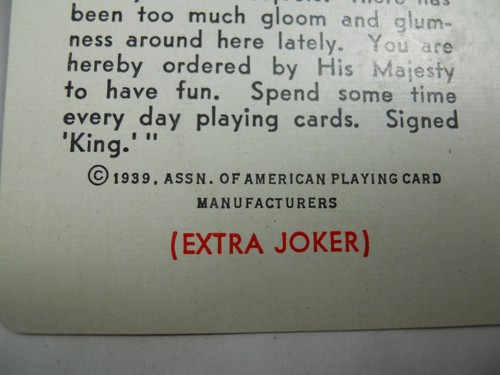 There has
been too much gloom and glum-
ness around here lately. You are
hereby ordered by His Majesty
to have fun. Spend some time
every day playing cards. Signed
'King.' "
© 1939, ASSN. OF AMERICAN PLAYING CARD
MANUFACTURERS
(EXTRA JOKER)